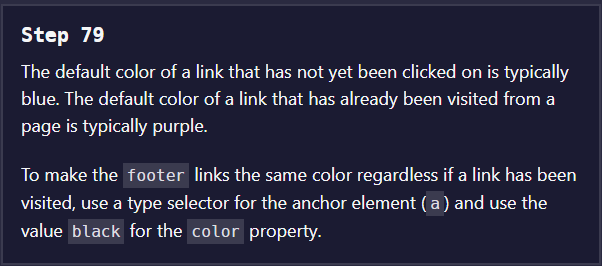 Step 79
The default color of a link that has not yet been clicked on is typically
blue. The default color of a link that has already been visited from a
page is typically purple.
To make the footer links the same color regardless if a link has been
visited, use a type selector for the anchor element (a) and use the
value black for the color property.